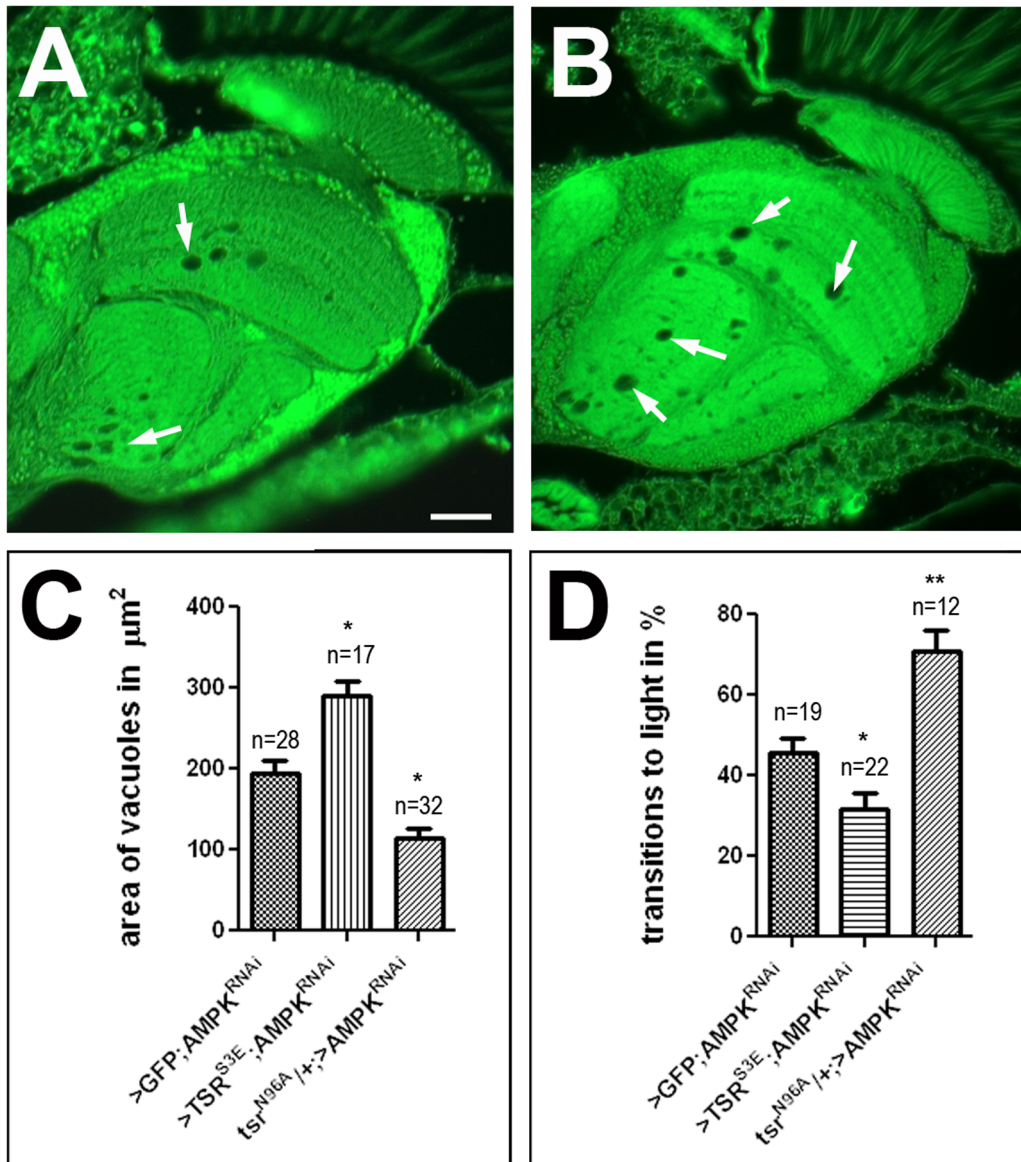 A
B
C
area of vacuoles in µm²
400
300
200
100
0
n=28
*
n=17
*
n=32
>GFP;AMPK^RNAi
>TSR^S3E;AMPK^RNAi
tsr^N96A/+;>AMPK^RNAi
D
transitions to light in %
80
60
40
20
0
n=19
*
n=22
**
n=12
>GFP;AMPK^RNAi
>TSR^S3E;AMPK^RNAi
tsr^N96A/+;>AMPK^RNAi